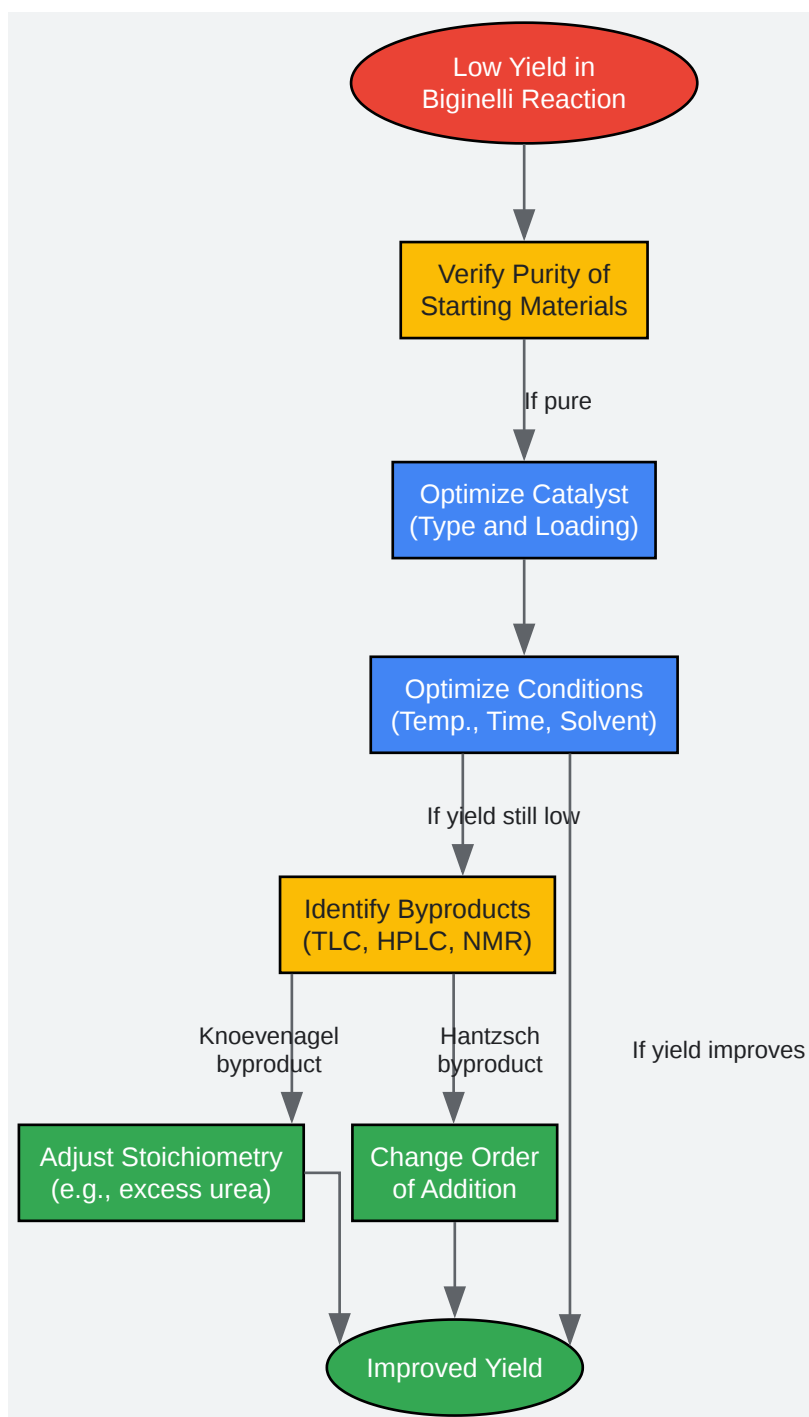 Low Yield in
Biginelli Reaction
Verify Purity of
Starting Materials
If pure
Optimize Catalyst
(Type and Loading)
Optimize Conditions
(Temp., Time, Solvent)
If yield still low
Identify Byproducts
(TLC, HPLC, NMR)
Knoevenagel
byproduct
Hantzsch
byproduct
If yield improves
Adjust Stoichiometry
(e.g., excess urea)
Change Order
of Addition
Improved Yield